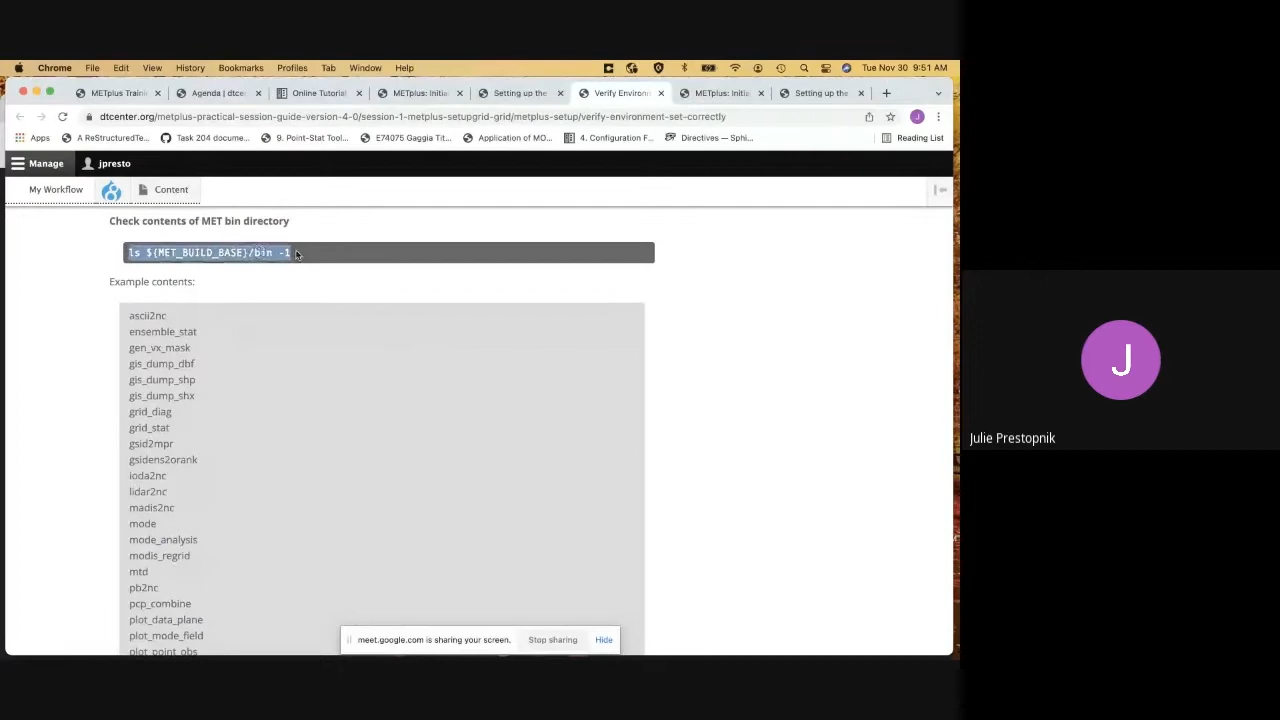 Chrome File Edit View History Bookmarks Profiles Tab Window Help Tue Nov 30 9:51 AM
METplus Traini Agenda | dtce Online Tutorial METplus: Initia Setting up the Verify Environm METplus: Initia Setting up the
dtcenter.org/metplus-practical-session-guide-version-4-0/session-1-metplus-setupgrid-grid/metplus-setup/verify-environment-set-correctly J
Apps A ReStructuredTe... Task 204 docume... 9. Point-Stat Tool... E74075 Gaggia Tit... Application of MO... 4. Configuration F... Directives — Sphi... Reading List
Manage jpresto
My Workflow Content
Check contents of MET bin directory
ls ${MET_BUILD_BASE}/bin -1
Example contents:
ascii2nc
ensemble_stat
gen_vx_mask
gis_dump_dbf
gis_dump_shp
gis_dump_shx
grid_diag
grid_stat
gsid2mpr
gsidens2orank
ioda2nc
lidar2nc
madis2nc
mode
mode_analysis
modis_regrid
mtd
pb2nc
pcp_combine
plot_data_plane
plot_mode_field
plot_point_obs
meet.google.com is sharing your screen. Stop sharing Hide
J
Julie Prestopnik